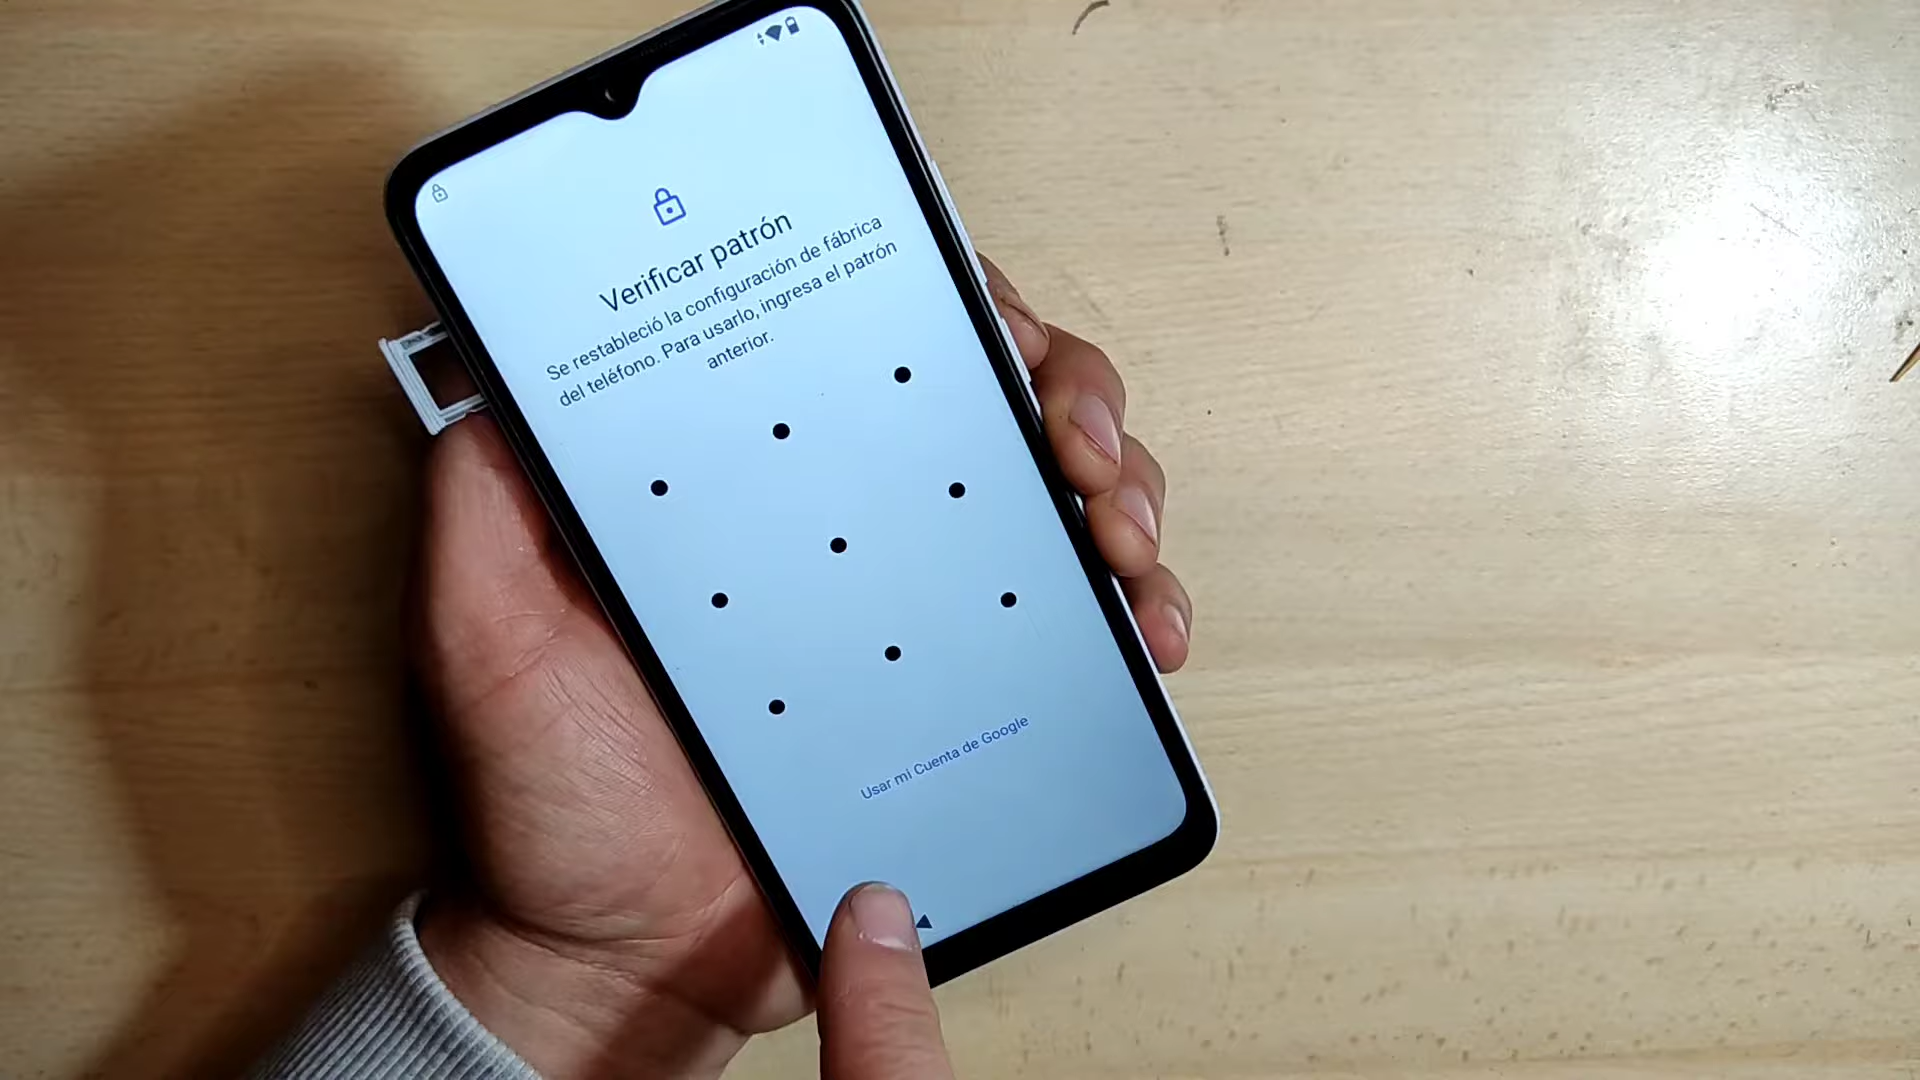 Verificar patrón
Se restableció la configuración de fábrica
del teléfono. Para usarlo, ingresa el patrón
anterior.
Usar mi Cuenta de Google